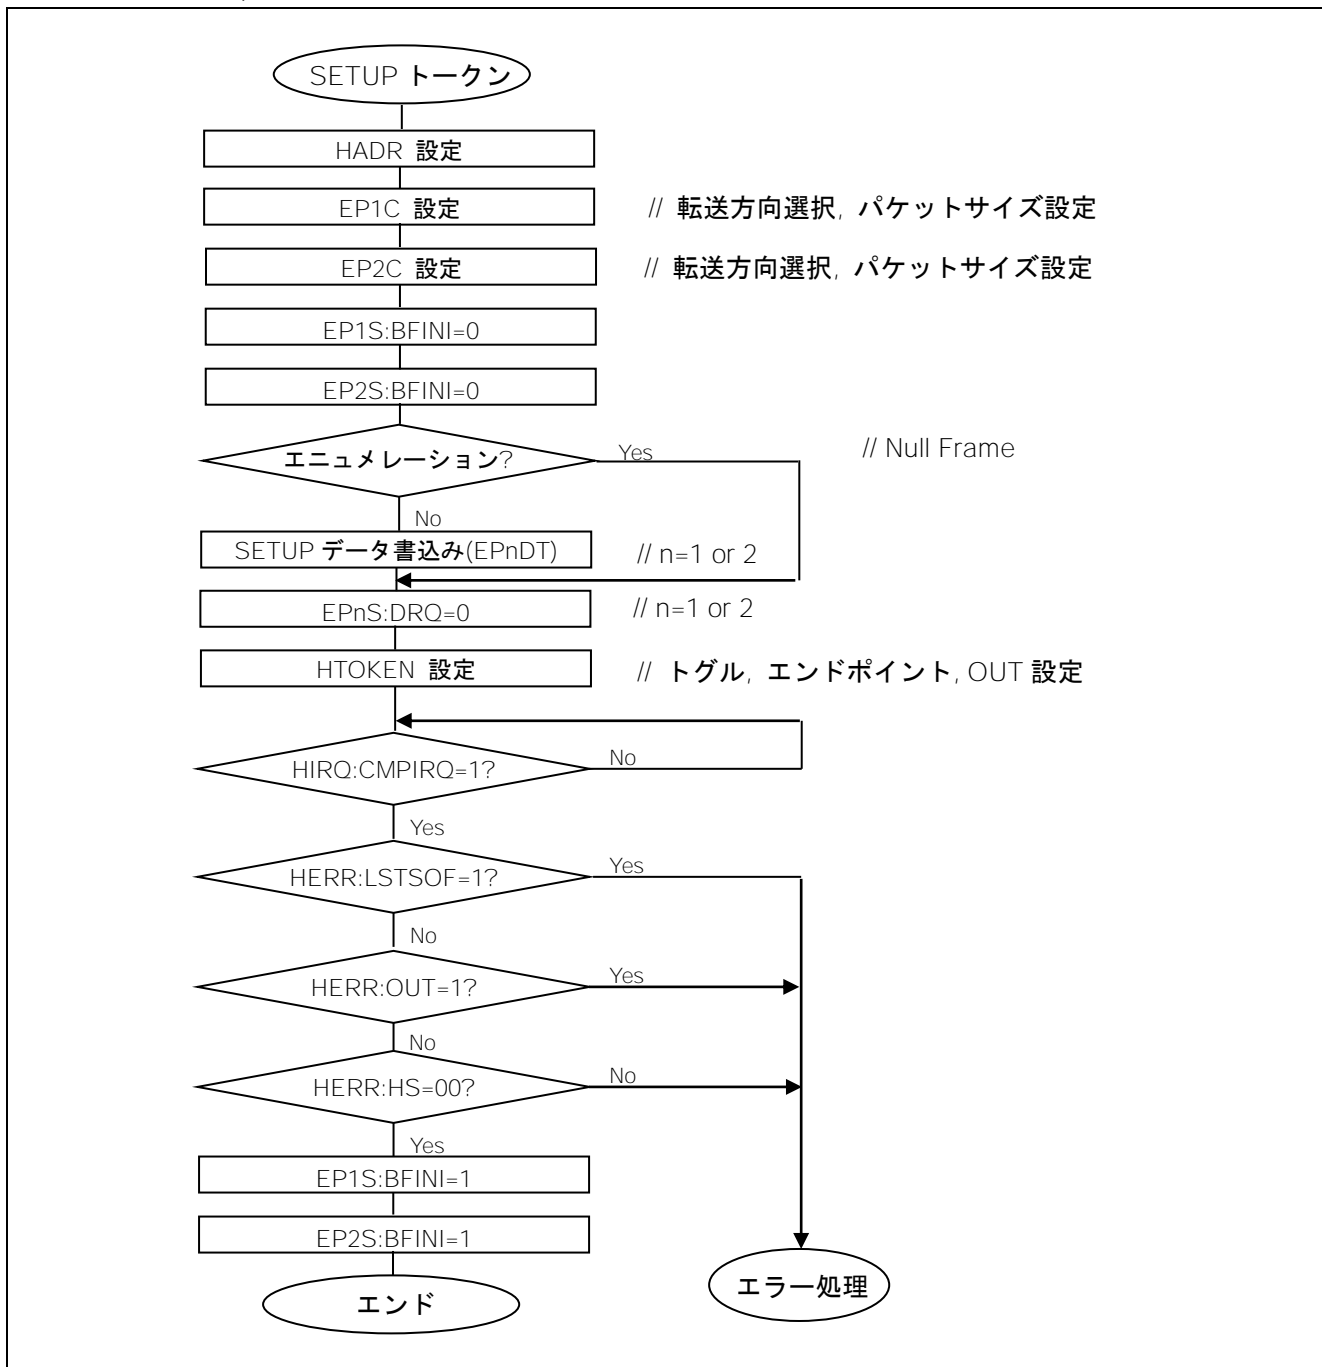 SETUP トークン
HADR 設定
EP1C 設定 // 転送方向選択, パケットサイズ設定
EP2C 設定 // 転送方向選択, パケットサイズ設定
EP1S:BFINI=0
EP2S:BFINI=0
エニュメレーション? Yes // Null Frame
No
SETUP データ書込み(EPnDT) // n=1 or 2
EPnS:DRQ=0 // n=1 or 2
HTOKEN 設定 // トグル, エンドポイント, OUT 設定
HIRQ:CMPIRQ=1? No
Yes
HERR:LSTSOF=1? Yes
No
HERR:OUT=1? Yes
No
HERR:HS=00? No
Yes
EP1S:BFINI=1
EP2S:BFINI=1
エンド エラー処理